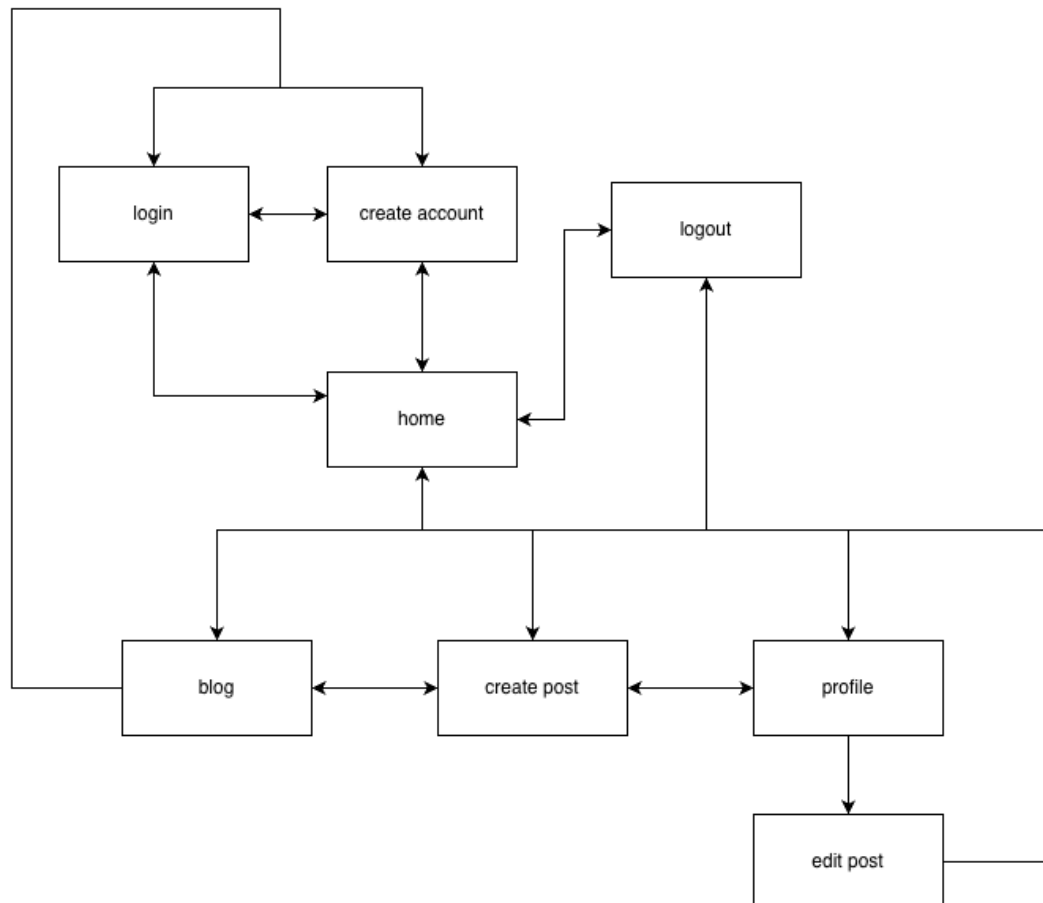 login
create account
logout
home
blog
create post
profile
edit post